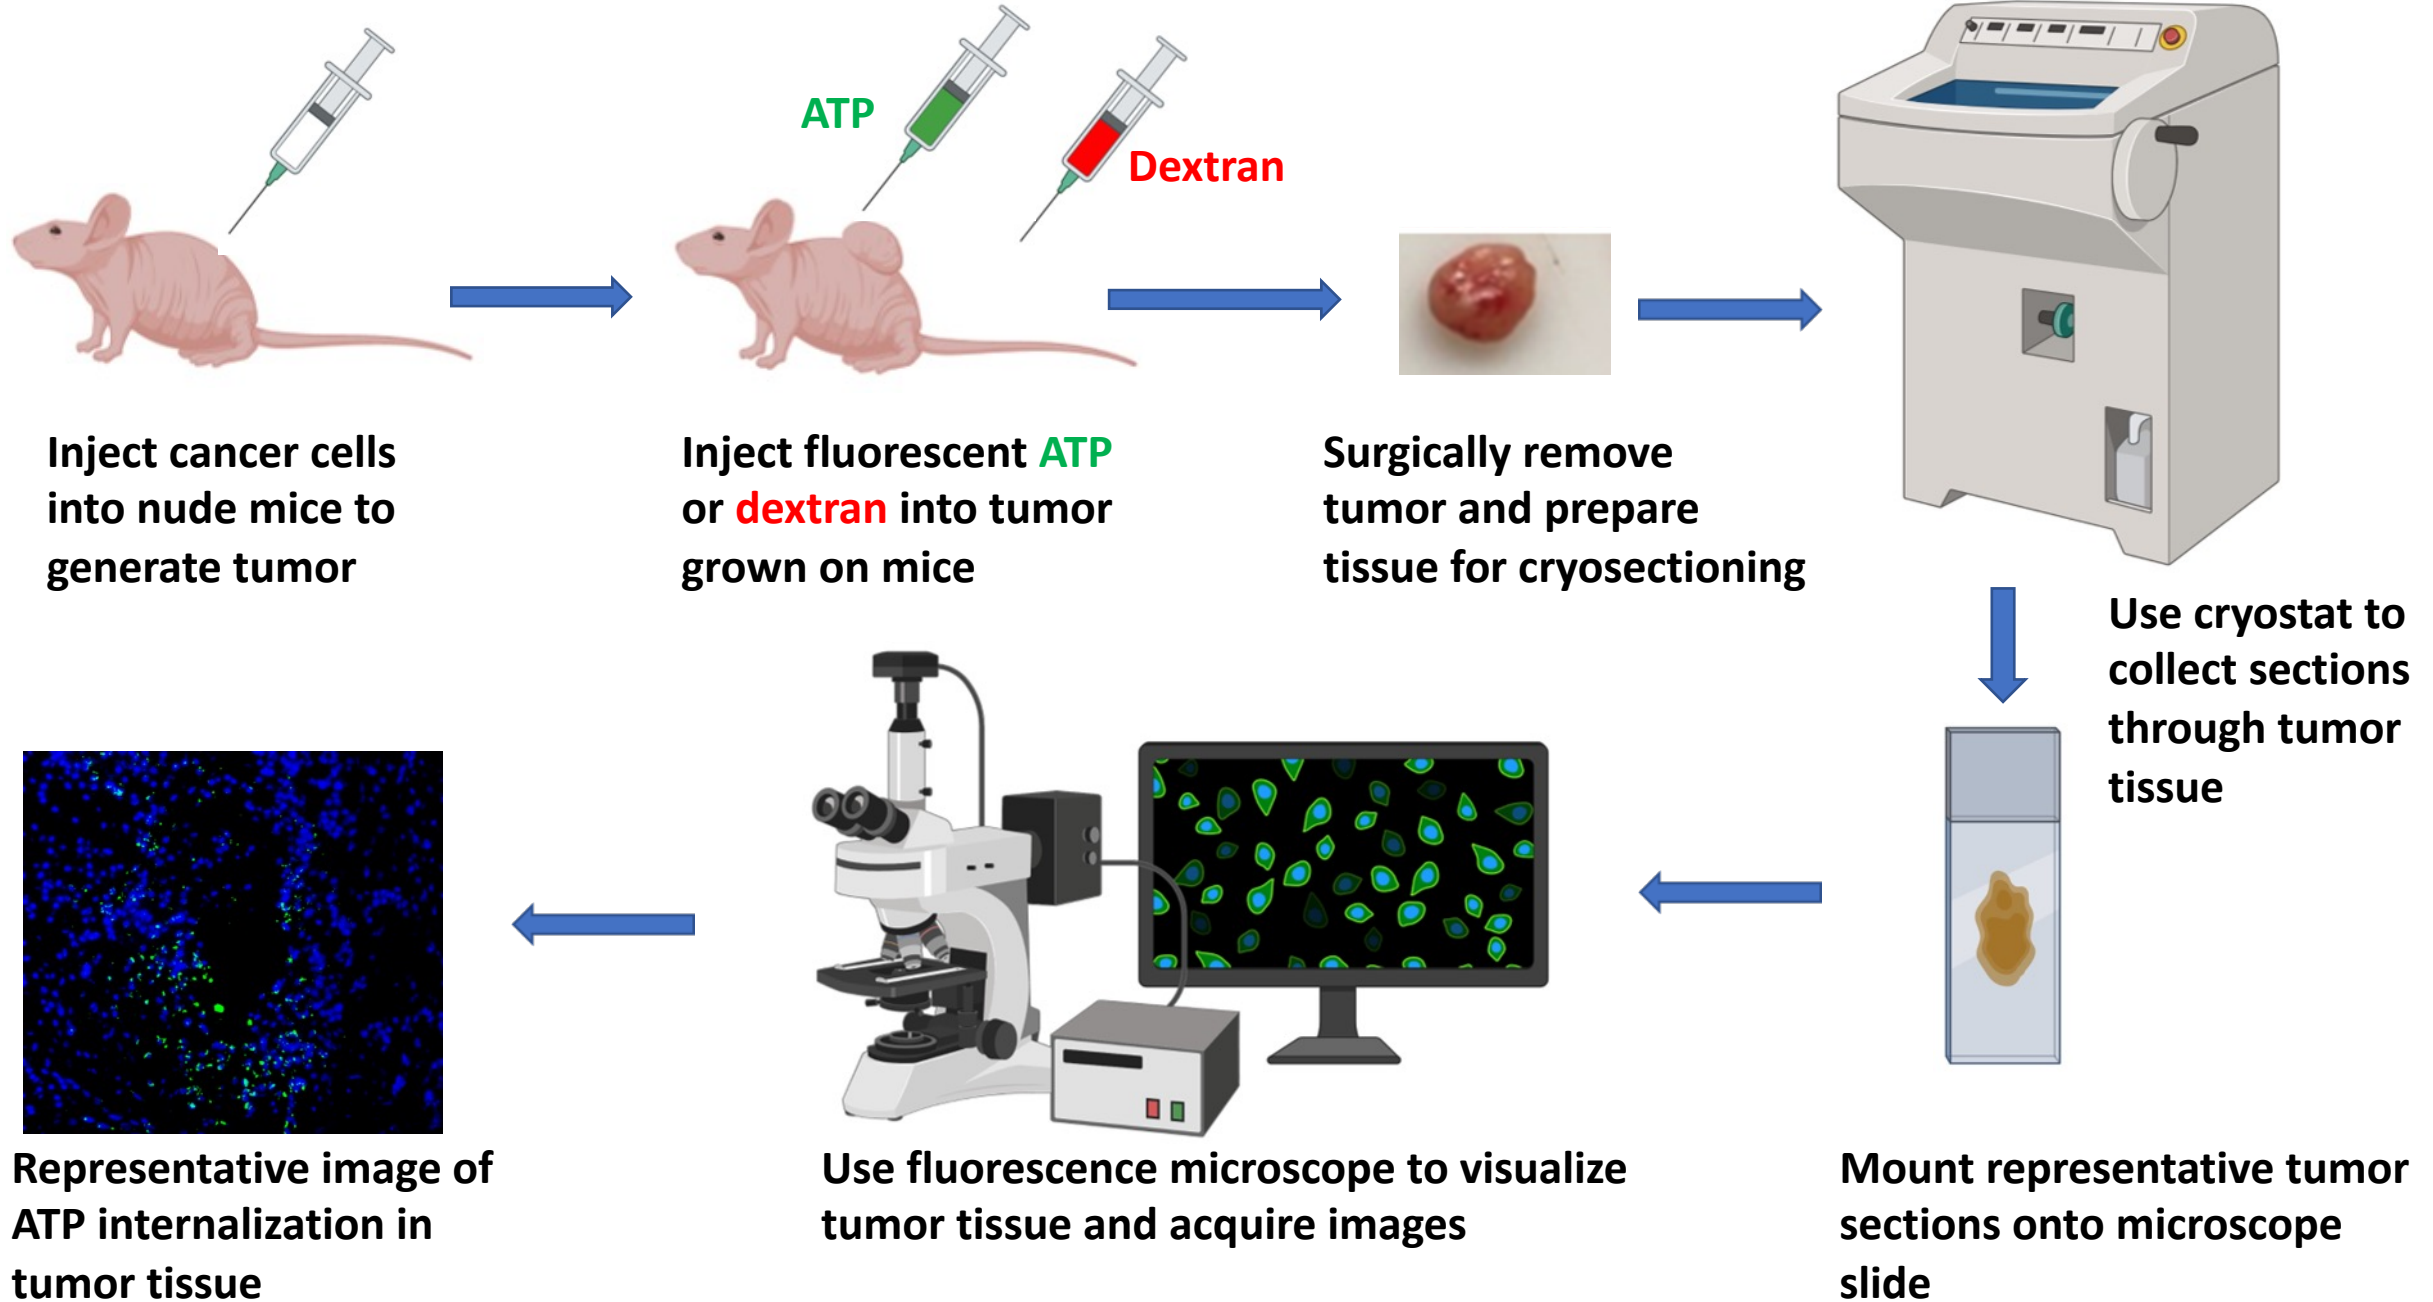 ATP
Dextran
Inject cancer cells
into nude mice to
generate tumor
Inject fluorescent ATP
or dextran into tumor
grown on mice
Surgically remove
tumor and prepare
tissue for cryosectioning
Use cryostat to
collect sections
through tumor
tissue
Mount representative tumor
sections onto microscope
slide
Use fluorescence microscope to visualize
tumor tissue and acquire images
Representative image of
ATP internalization in
tumor tissue